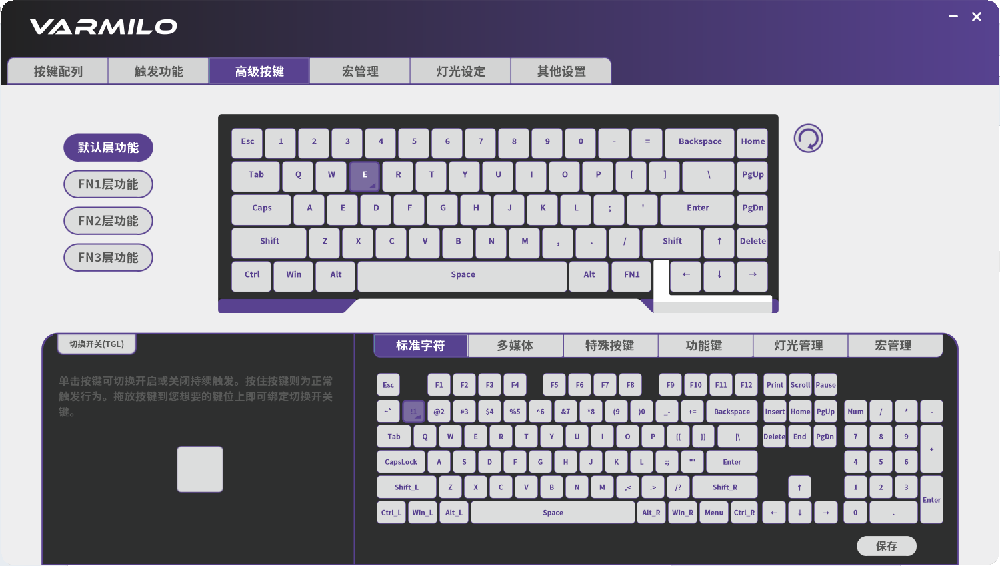 VARMILO
按键配列 触发功能 高级按键 宏管理 灯光设定 其他设置
默认层功能
FN1层功能
FN2层功能
FN3层功能
Esc 1 2 3 4 5 6 7 8 9 0 - = Backspace Home
Tab Q W E R T Y U I O P [ ] \ PgUp
Caps A E D F G H J K L ; ' Enter PgDn
Shift Z X C V B N M , . / Shift ↑ Delete
Ctrl Win Alt Space Alt FN1 ← ↓ →
切换开关(TGL)
单击按键可切换开启或关闭持续触发。按住按键则为正常
触发行为。拖放按键到您想要的键位上即可绑定切换开关
键。
标准字符 多媒体 特殊按键 功能键 灯光管理 宏管理
Esc F1 F2 F3 F4 F5 F6 F7 F8 F9 F10 F11 F12 Print Scroll Pause
~` !1 @2 #3 $4 %5 ^6 &7 *8 (9 )0 _- += Backspace Insert Home PgUp Num / * -
Tab Q W E R T Y U I O P {[ }} |\ Delete End PgDn 7 8 9 +
CapsLock A S D F G H J K L :; "' Enter 4 5 6
Shift_L Z X C V B N M ,< .> /? Shift_R ↑ 1 2 3 Enter
Ctrl_L Win_L Alt_L Space Alt_R Win_R Menu Ctrl_R ← ↓ → 0 .
保存